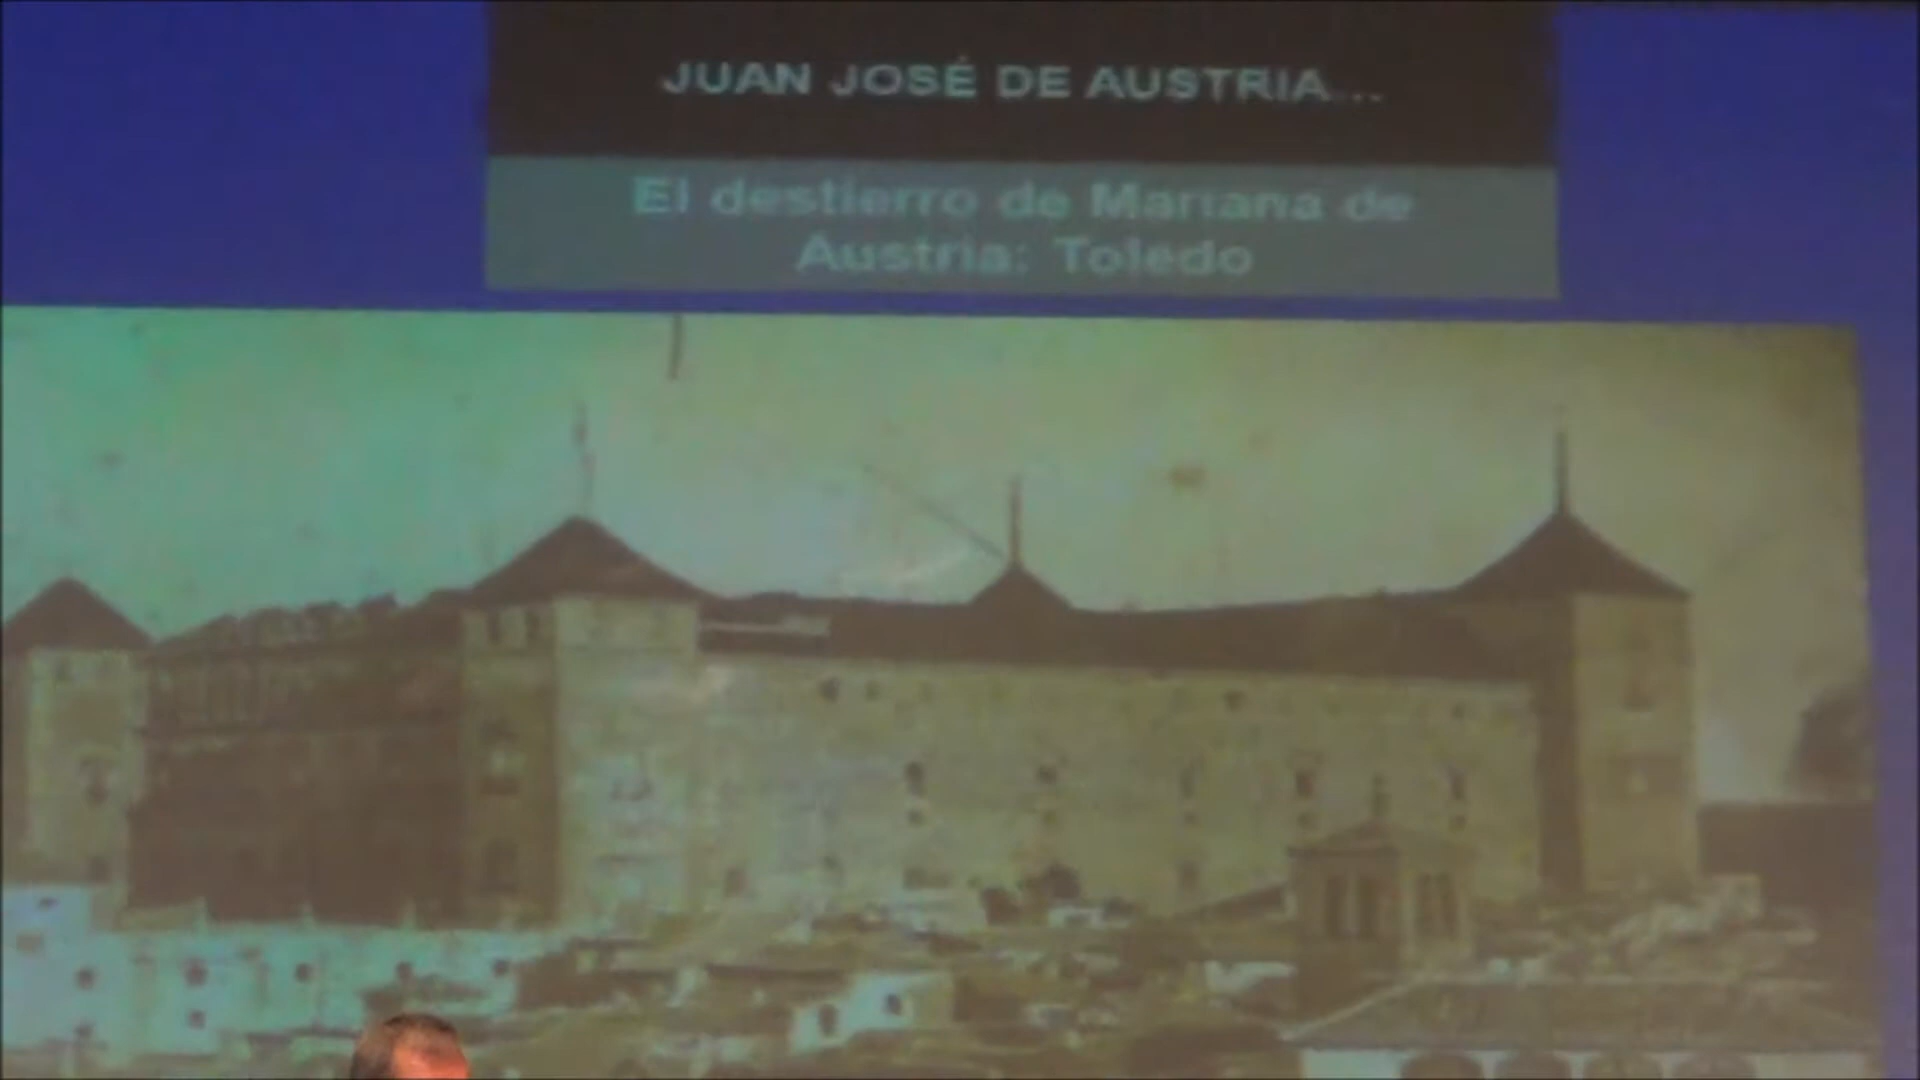 JUAN JOSÉ DE AUSTRIA...
El destierro de Mariana de
Austria: Toledo